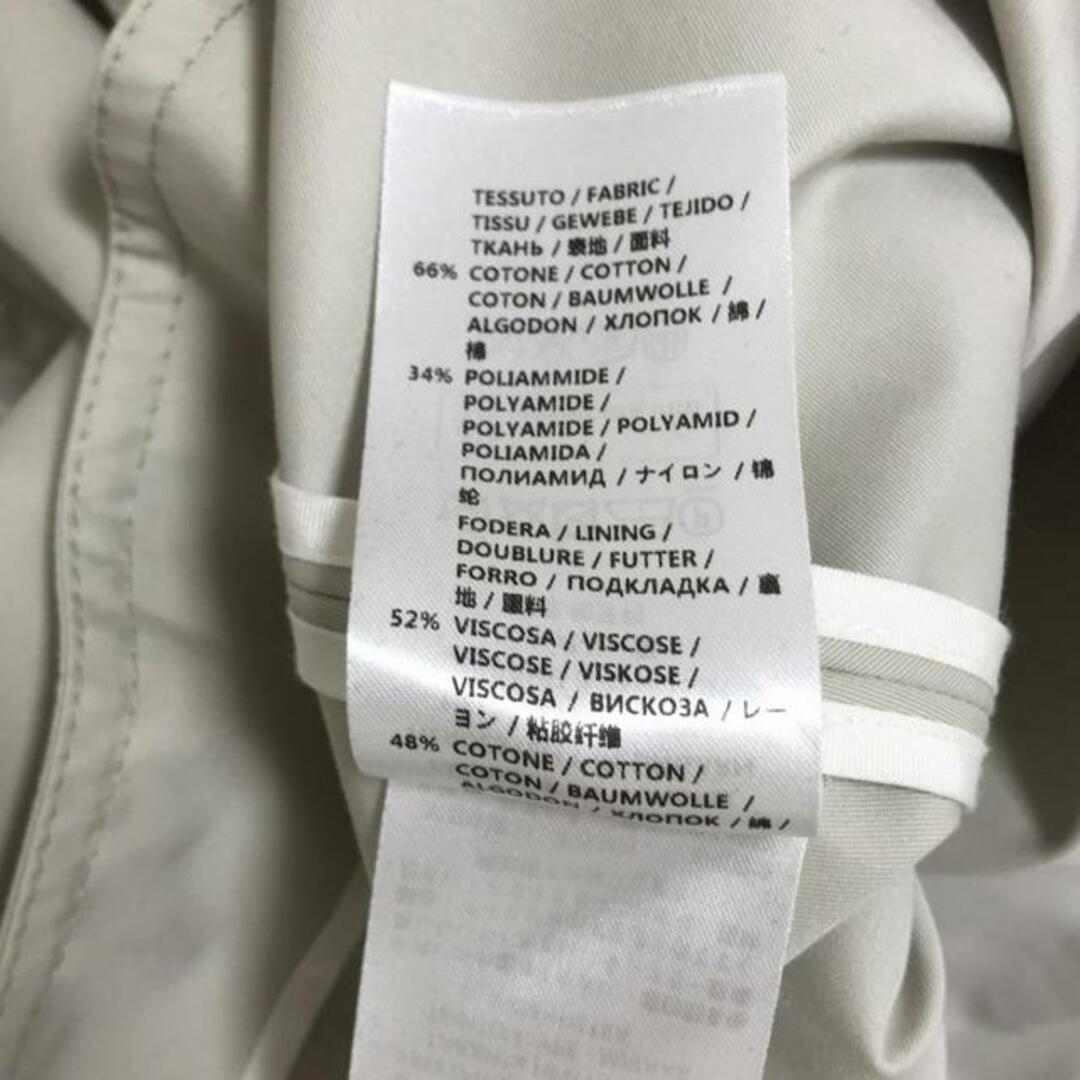 TESSUTO / FABRIC /
TISSU / GEWEBE / TEJIDO /
ТКАНЬ / 表地 / 面料
66% COTONE / COTTON /
COTON / BAUMWOLLE /
ALGODON / ХЛОПОК / 綿 /
棉
34% POLIAMMIDE /
POLYAMIDE /
POLYAMIDE / POLYAMID /
POLIAMIDA /
ПОЛИАМИД / ナイロン / 锦
纶
FODERA / LINING /
DOUBLURE / FUTTER /
FORRO / ПОДКЛАДКА / 裏
地 / 里料
52% VISCOSA / VISCOSE /
VISCOSE / VISKOSE /
VISCOSA / ВИСКОЗА / レー
ヨン / 粘胶纤维
48% COTONE / COTTON /
COTON / BAUMWOLLE /
ALGODON / ХЛОПОК / 綿 /